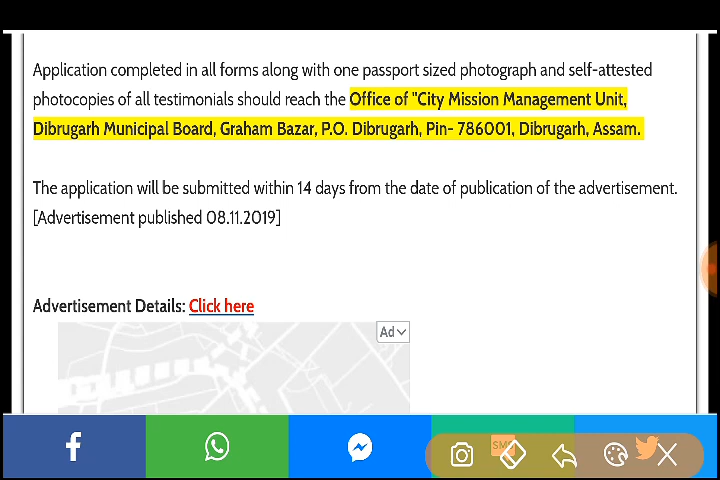 Application completed in all forms along with one passport sized photograph and self-attested
photocopies of all testimonials should reach the Office of "City Mission Management Unit,
Dibrugarh Municipal Board, Graham Bazar, P.O. Dibrugarh, Pin- 786001, Dibrugarh, Assam.
The application will be submitted within 14 days from the date of publication of the advertisement.
[Advertisement published 08.11.2019]
Advertisement Details: Click here
Ad
SMS